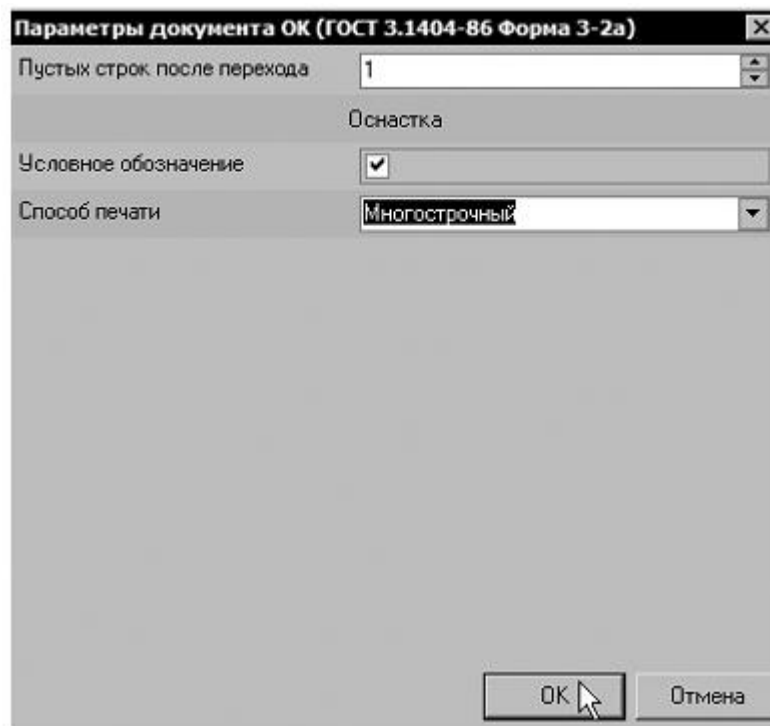 Параметры документа ОК (ГОСТ 3.1404-86 Форма 3-2а)
Пустых строк после перехода 1
Оснастка
Условное обозначение
Способ печати Многострочный
ОК Отмена